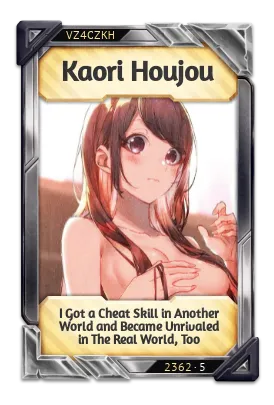 VZ4CZKH
Kaori Houjou
I Got a Cheat Skill in Another
World and Became Unrivaled
in The Real World, Too
2362·5